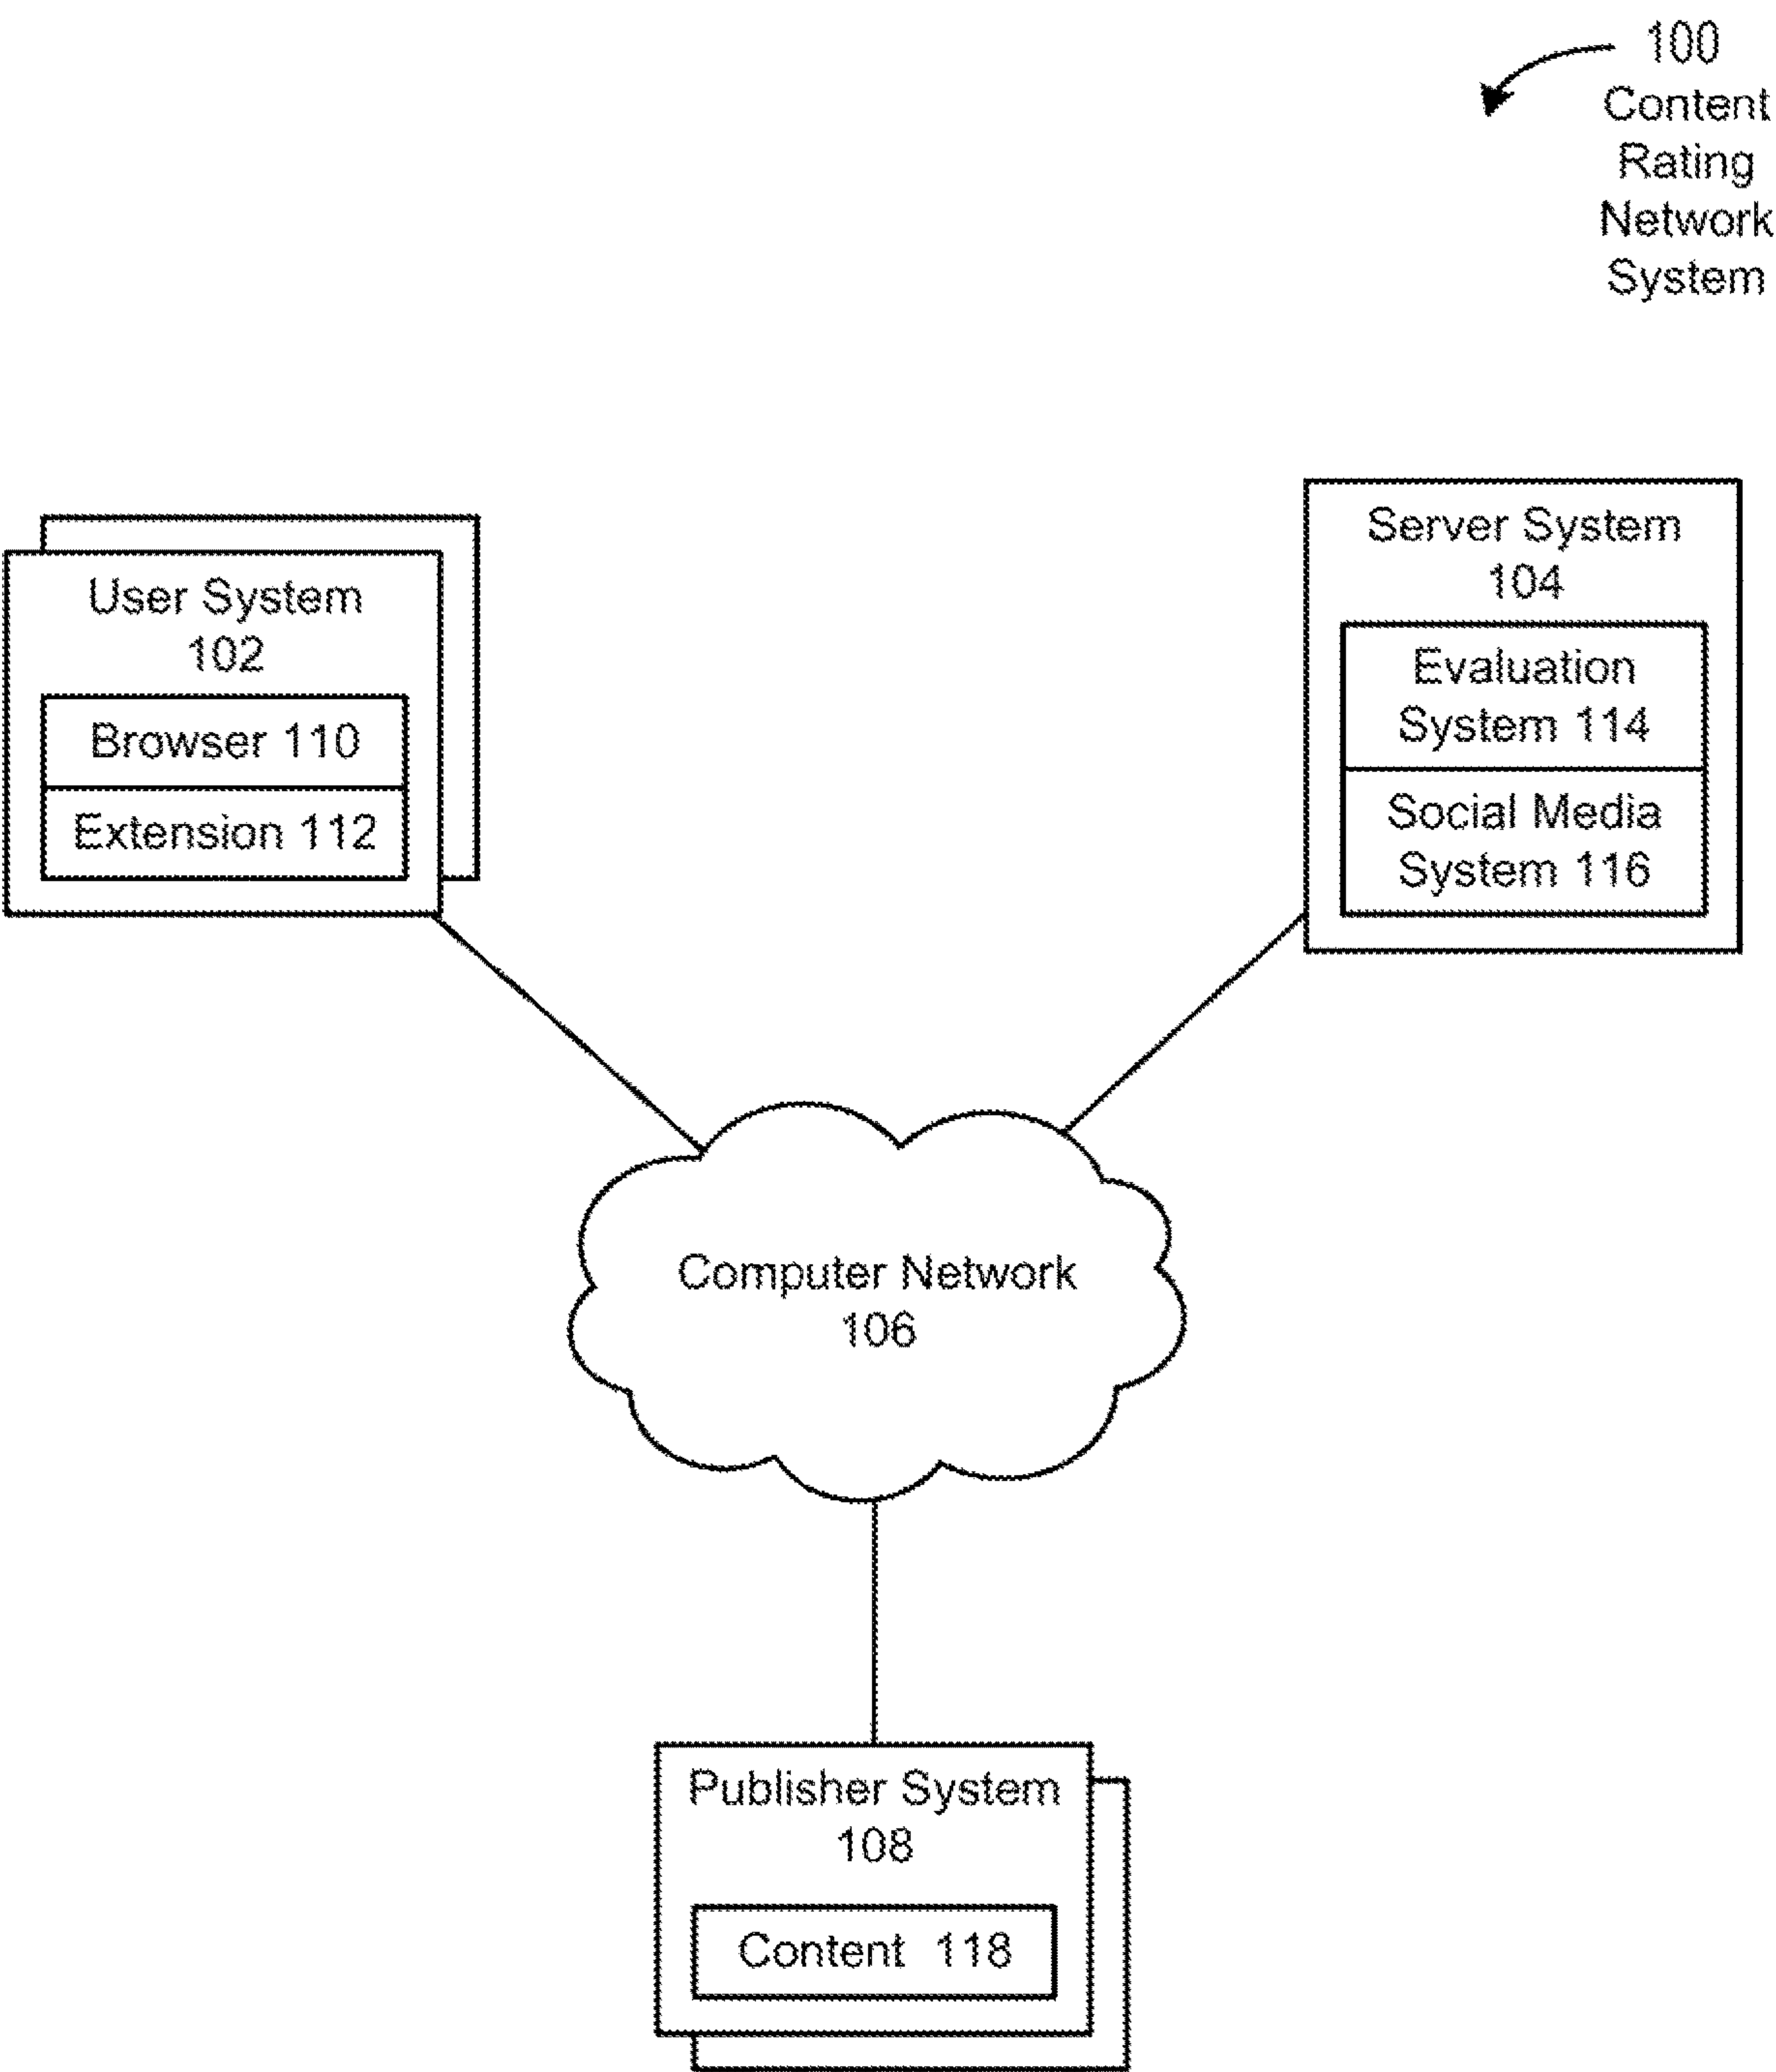 100
Content
Rating
Network
System
User System
102
Browser 110
Extension 112
Server System
104
Evaluation
System 114
Social Media
System 116
Computer Network
106
Publisher System
108
Content 118